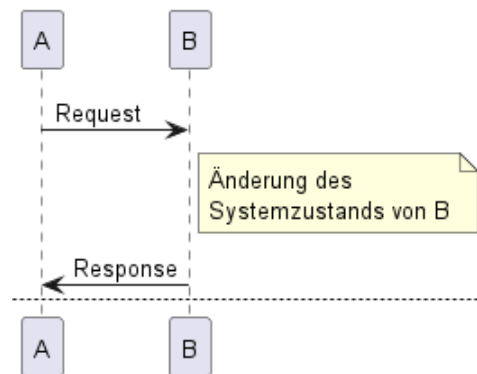 A B
Request
Änderung des
Systemzustands von B
Response
A B